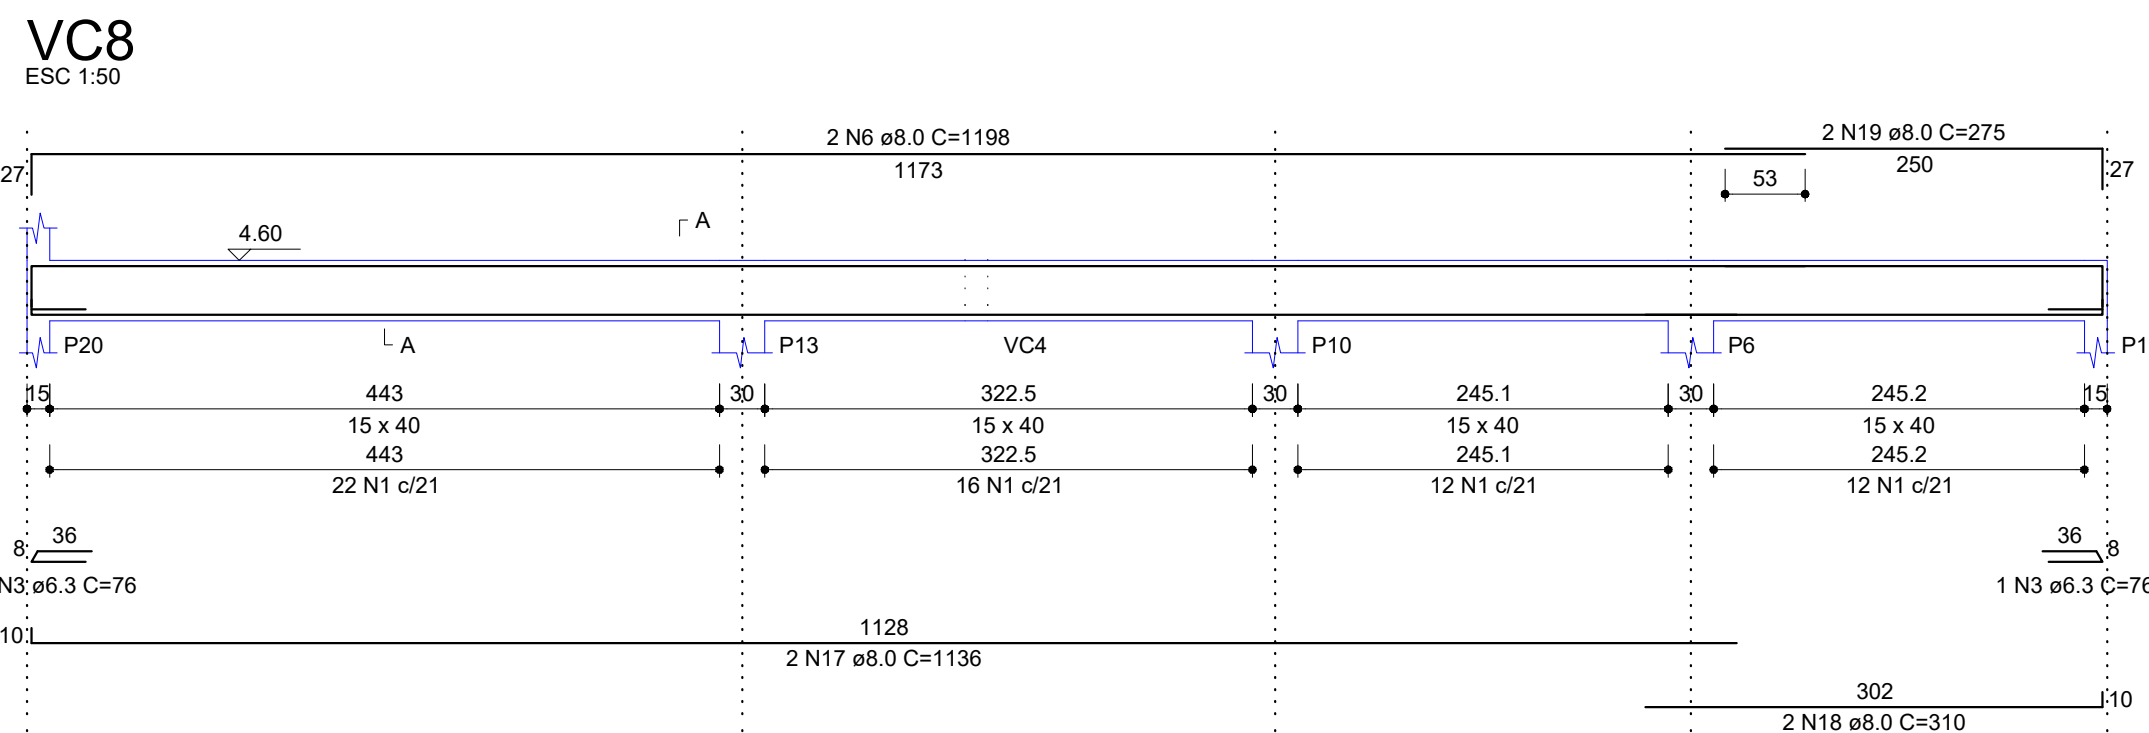 VC8
ESC 1:50
2 N6 ø8.0 C=1198
2 N19 ø8.0 C=275
27
1173
250
27
53
A
4.60
P20
A
P13
VC4
P10
P6
P1
15
443
30
322.5
30
245.1
30
245.2
15
15 x 40
15 x 40
15 x 40
15 x 40
443
322.5
245.1
245.2
22 N1 c/21
16 N1 c/21
12 N1 c/21
12 N1 c/21
8
36
36
8
N3 ø6.3 C=76
1 N3 ø6.3 C=76
10
1128
2 N17 ø8.0 C=1136
302
10
2 N18 ø8.0 C=310